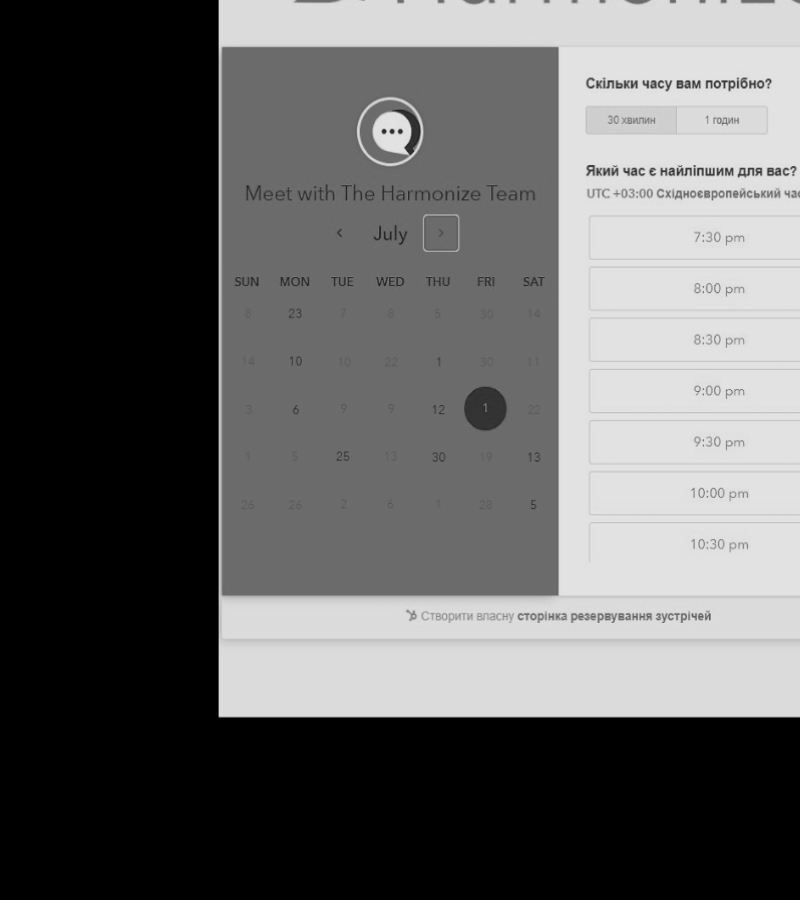 Harmonize
Meet with The Harmonize Team
July
SUN MON TUE WED THU FRI SAT
8 23 7 8 5 30 14
14 10 10 22 1 30 11
3 6 9 9 12 1 22
1 5 25 13 30 19 13
26 26 2 6 1 28 5
Скільки часу вам потрібно?
30 хвилин 1 годин
Який час є найліпшим для вас?
UTC +03:00 Східноєвропейський час
7:30 pm
8:00 pm
8:30 pm
9:00 pm
9:30 pm
10:00 pm
10:30 pm
Створити власну сторінка резервування зустрічей